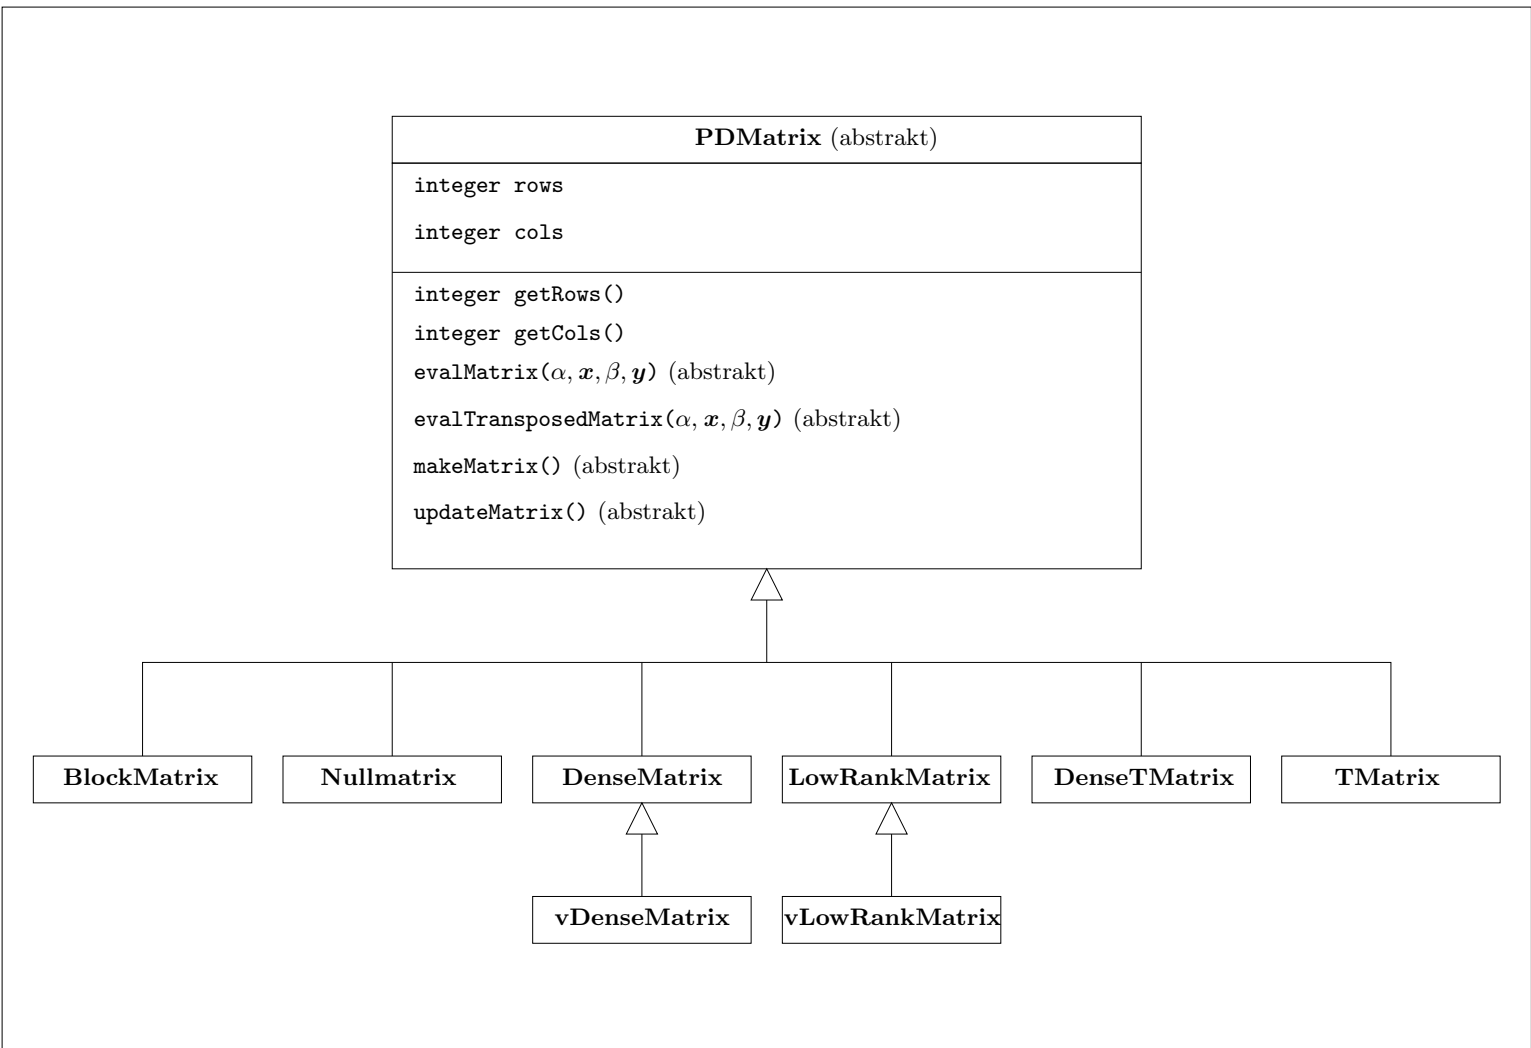 PDMatrix (abstrakt)
integer rows
integer cols
integer getRows()
integer getCols()
evalMatrix(α, x, β, y) (abstrakt)
evalTransposedMatrix(α, x, β, y) (abstrakt)
makeMatrix() (abstrakt)
updateMatrix() (abstrakt)
BlockMatrix Nullmatrix DenseMatrix LowRankMatrix DenseTMatrix TMatrix
vDenseMatrix vLowRankMatrix